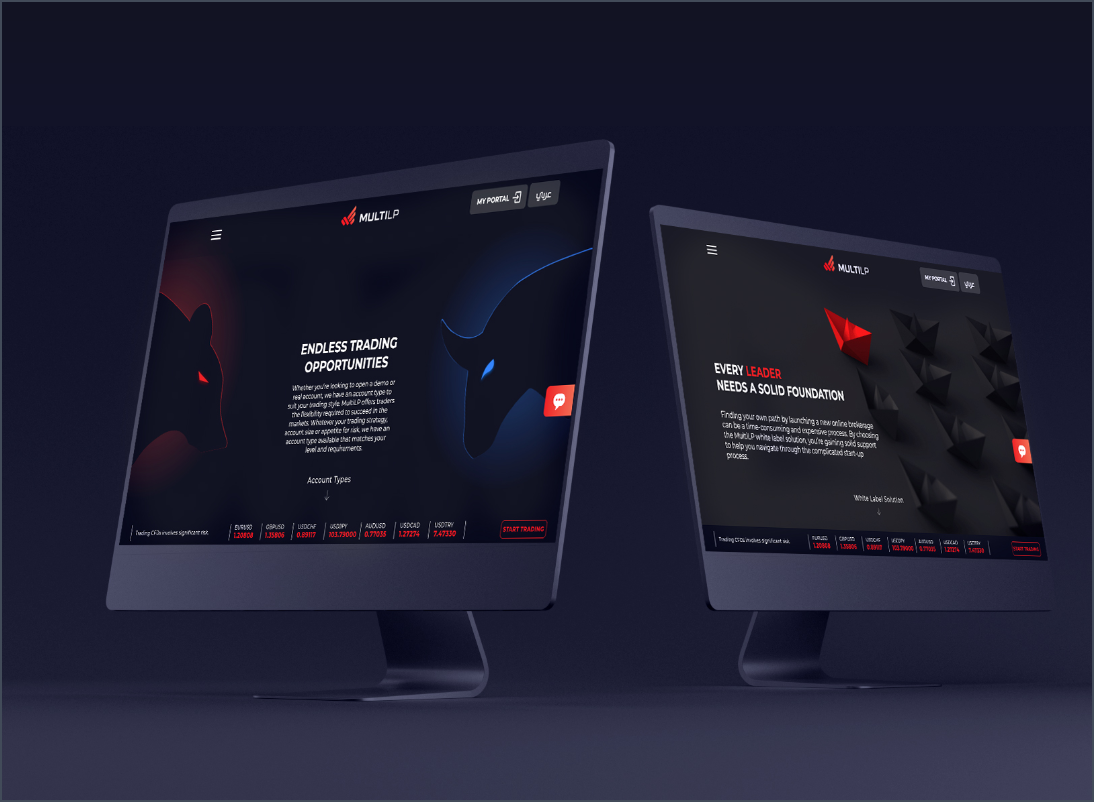 MY PORTAL
عربي
MULTILP
ENDLESS TRADING
OPPORTUNITIES
Whether you're looking to open a demo or
real account, we have an account type to
suit your trading style. MultiLP offers traders
the flexibility required to succeed in the
markets. Whatever your trading strategy,
account size or appetite for risk, we have an
account type available that matches your
level and requirements.
Account Types
Trading CFDs involves significant risk.
EURUSD GBPUSD USDCHF USDJPY AUDUSD USDCAD USDTRY
1.20808 1.35806 0.89117 103.79000 0.77035 1.27274 7.47330
START TRADING
MULTILP
MY PORTAL
عربي
EVERY LEADER
NEEDS A SOLID FOUNDATION
Finding your own path by launching a new online brokerage
can be a time-consuming and expensive process. By choosing
the MultiLP white label solution, you're gaining solid support
to help you navigate through the complicated start-up
process.
White Label Solution
Trading CFDs involves significant risk.
EURUSD GBPUSD USDCHF USDJPY AUDUSD USDCAD USDTRY
1.20808 1.35806 0.89117 103.79000 0.77035 1.27274 7.47330
START TRADING